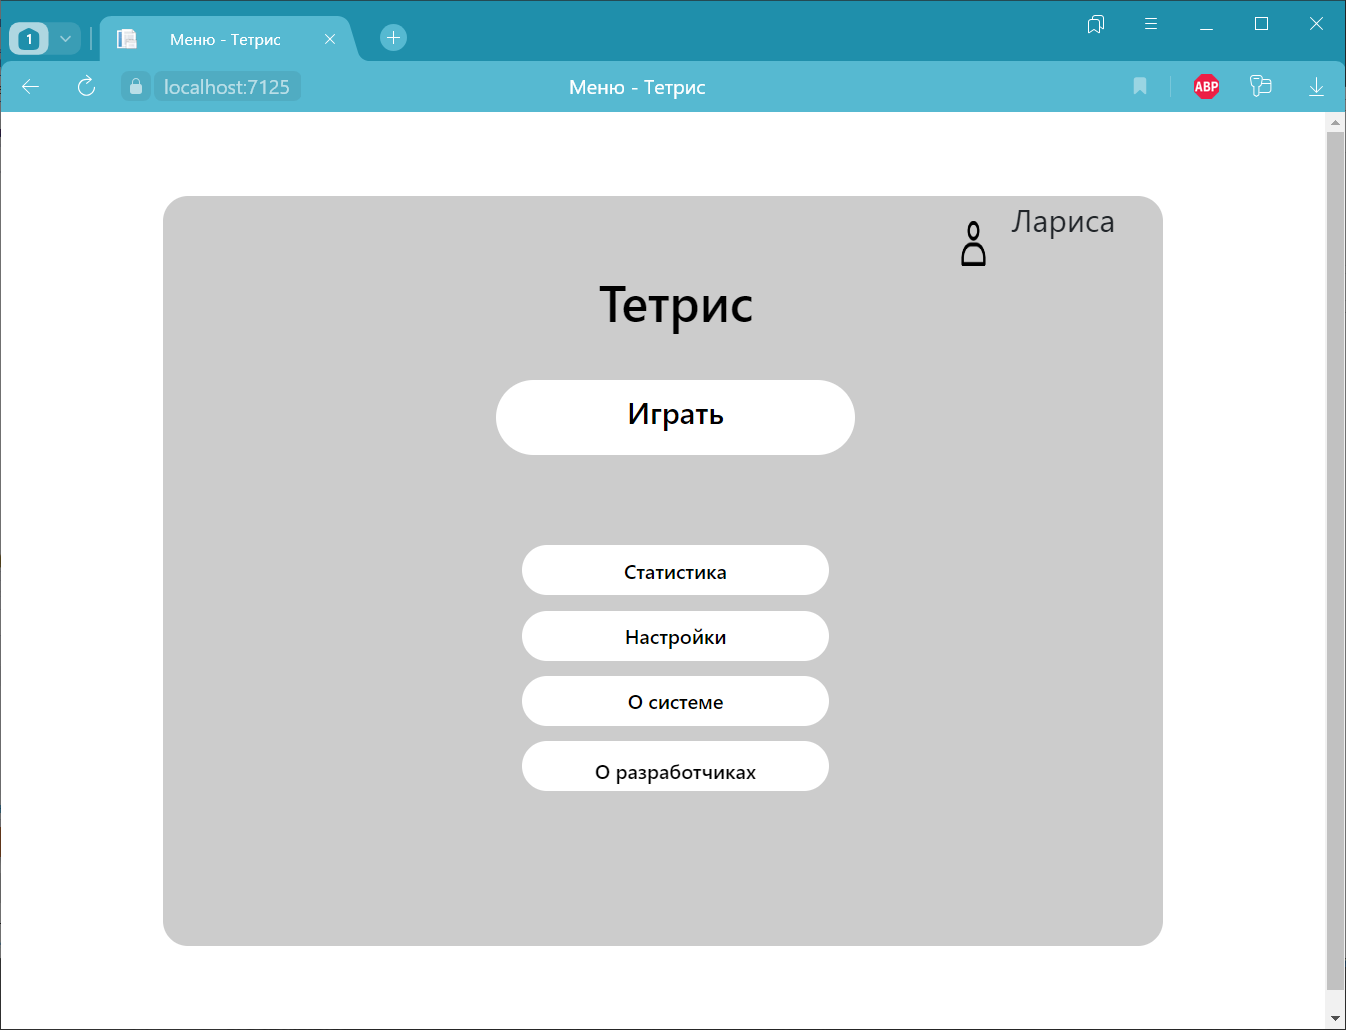 1
Меню - Тетрис
localhost:7125
Меню - Тетрис
ABP
Лариса
Тетрис
Играть
Статистика
Настройки
О системе
О разработчиках